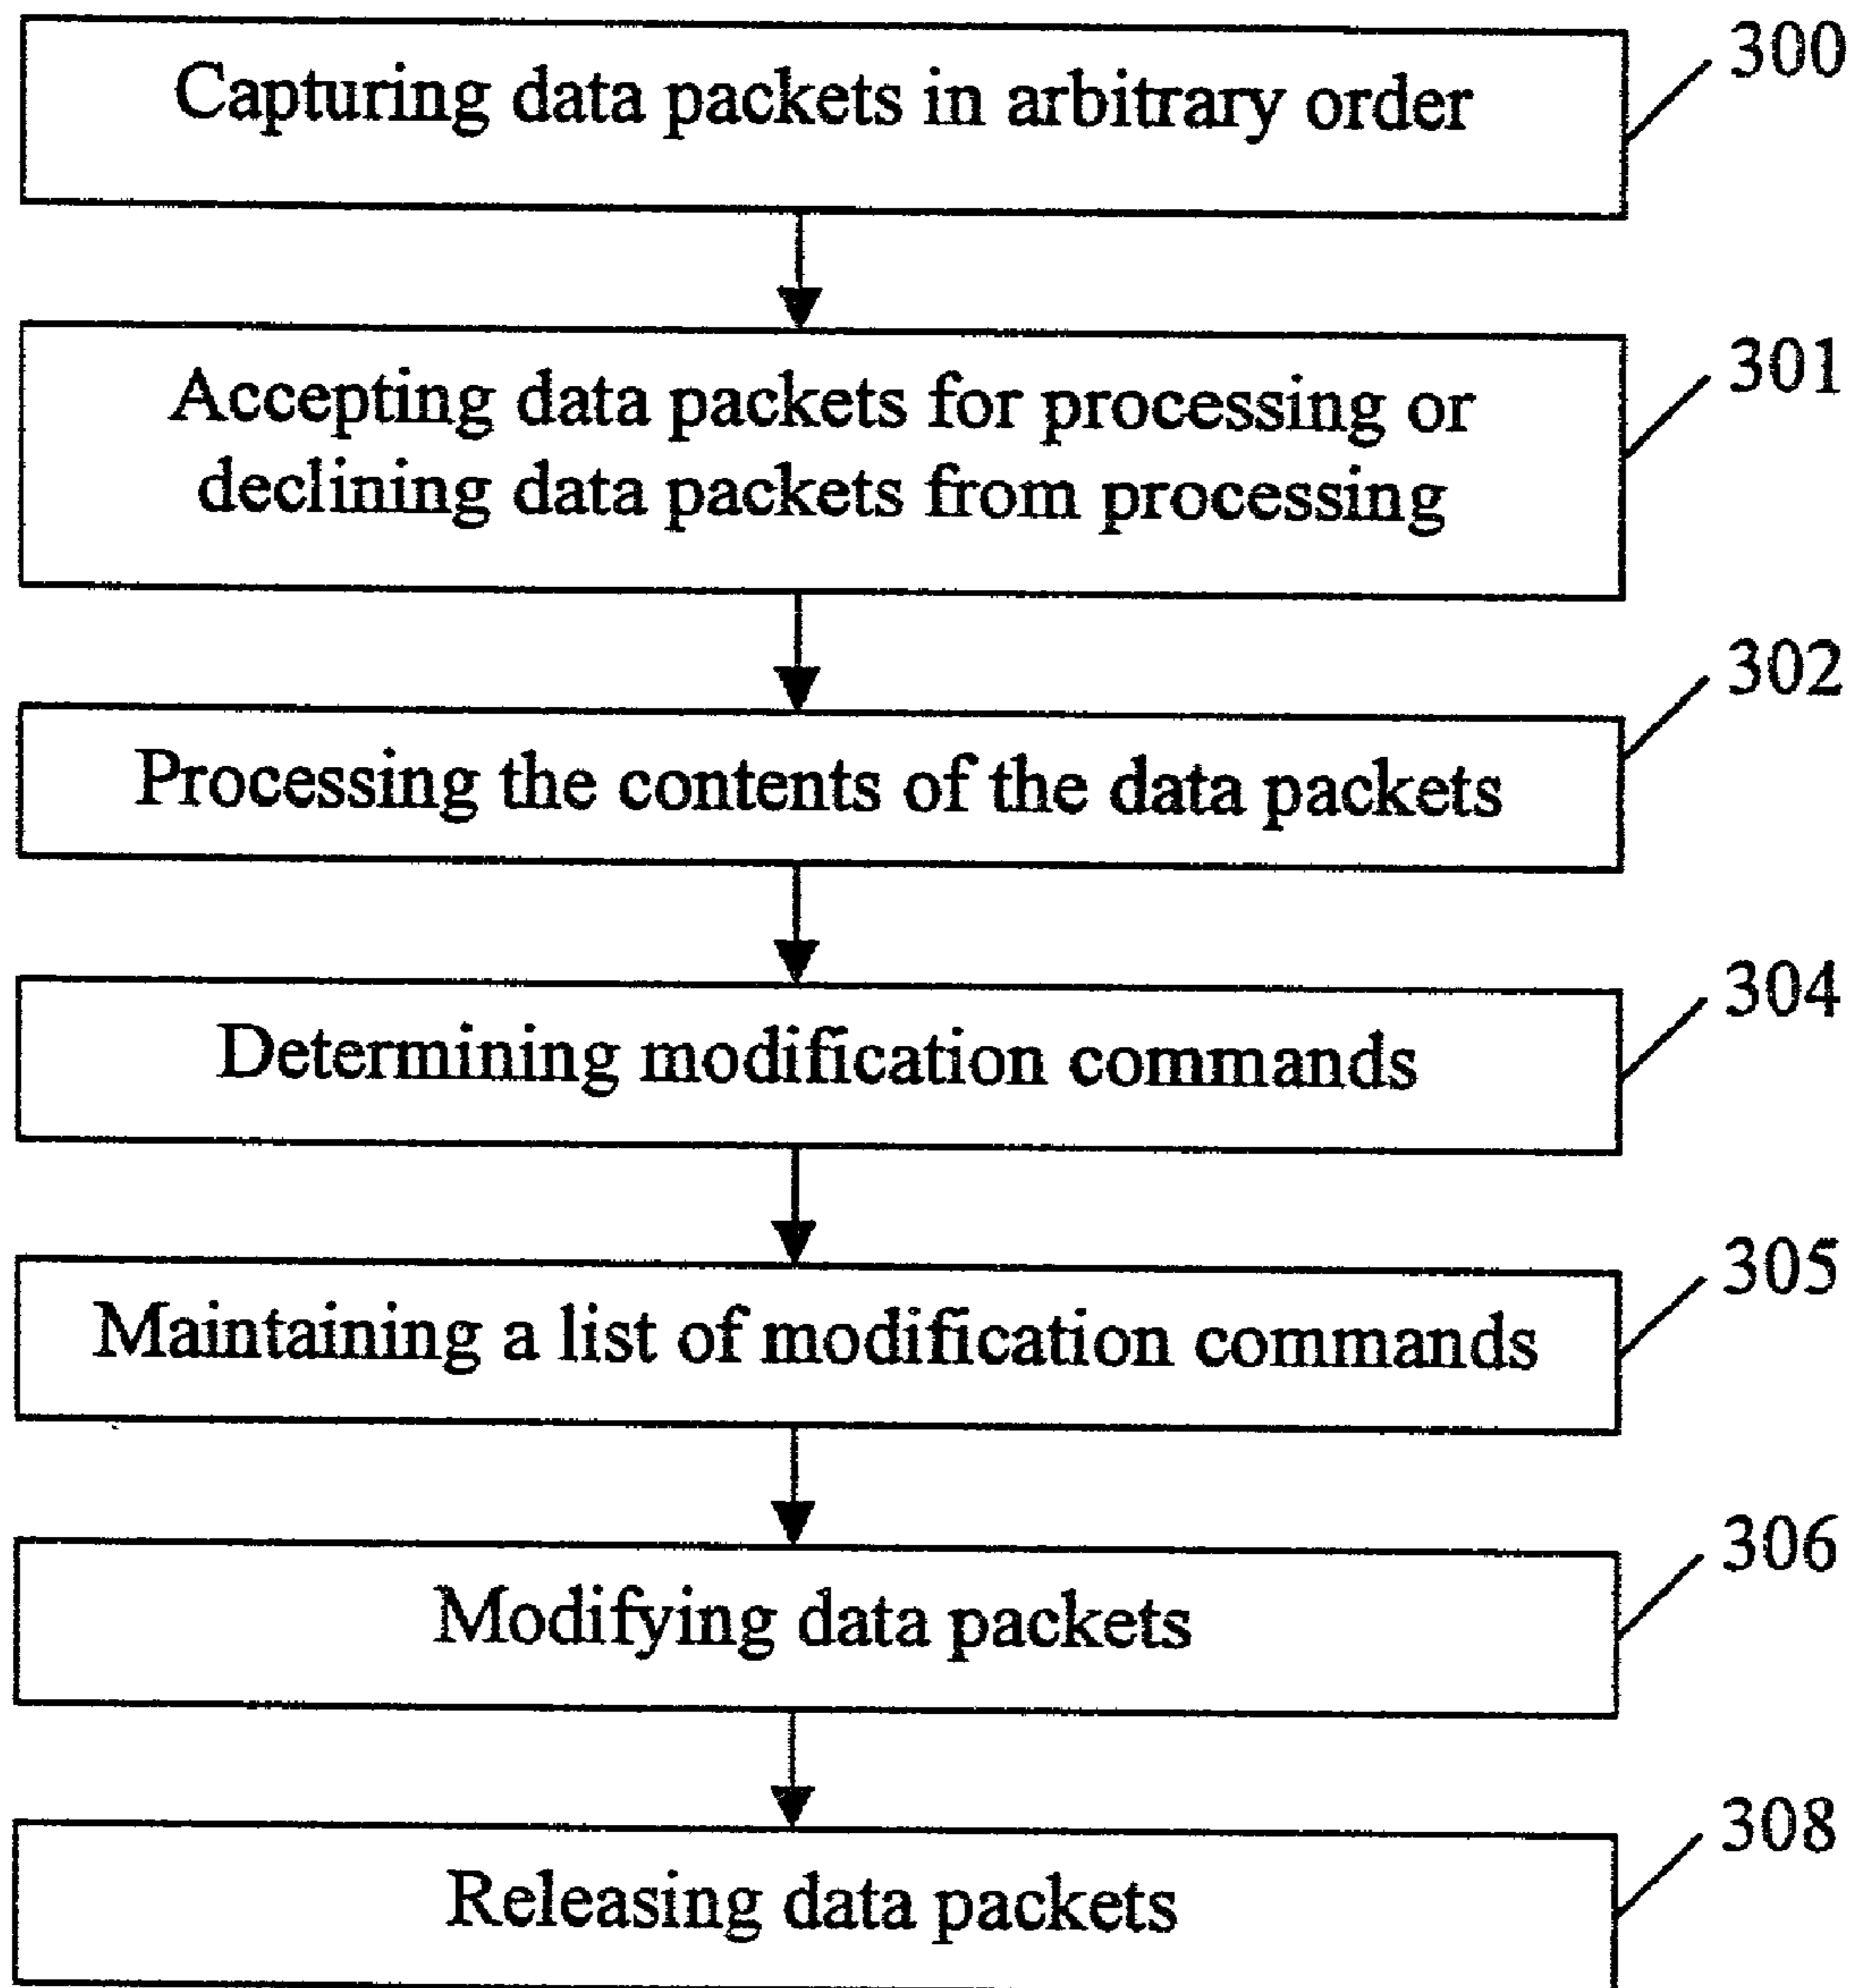 Capturing data packets in arbitrary order
300
Accepting data packets for processing or
declining data packets from processing
301
Processing the contents of the data packets
302
Determining modification commands
304
Maintaining a list of modification commands
305
Modifying data packets
306
Releasing data packets
308